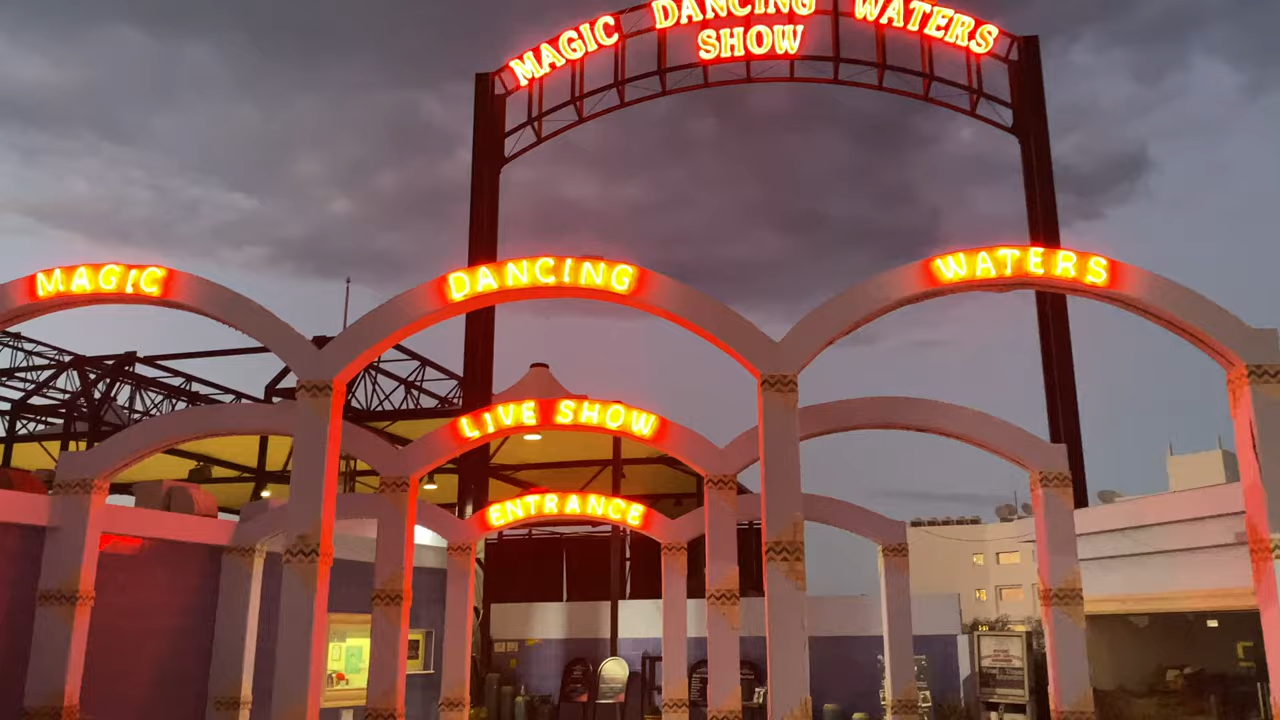 MAGIC DANCING WATERS
SHOW
MAGIC DANCING WATERS
LIVE SHOW
ENTRANCE